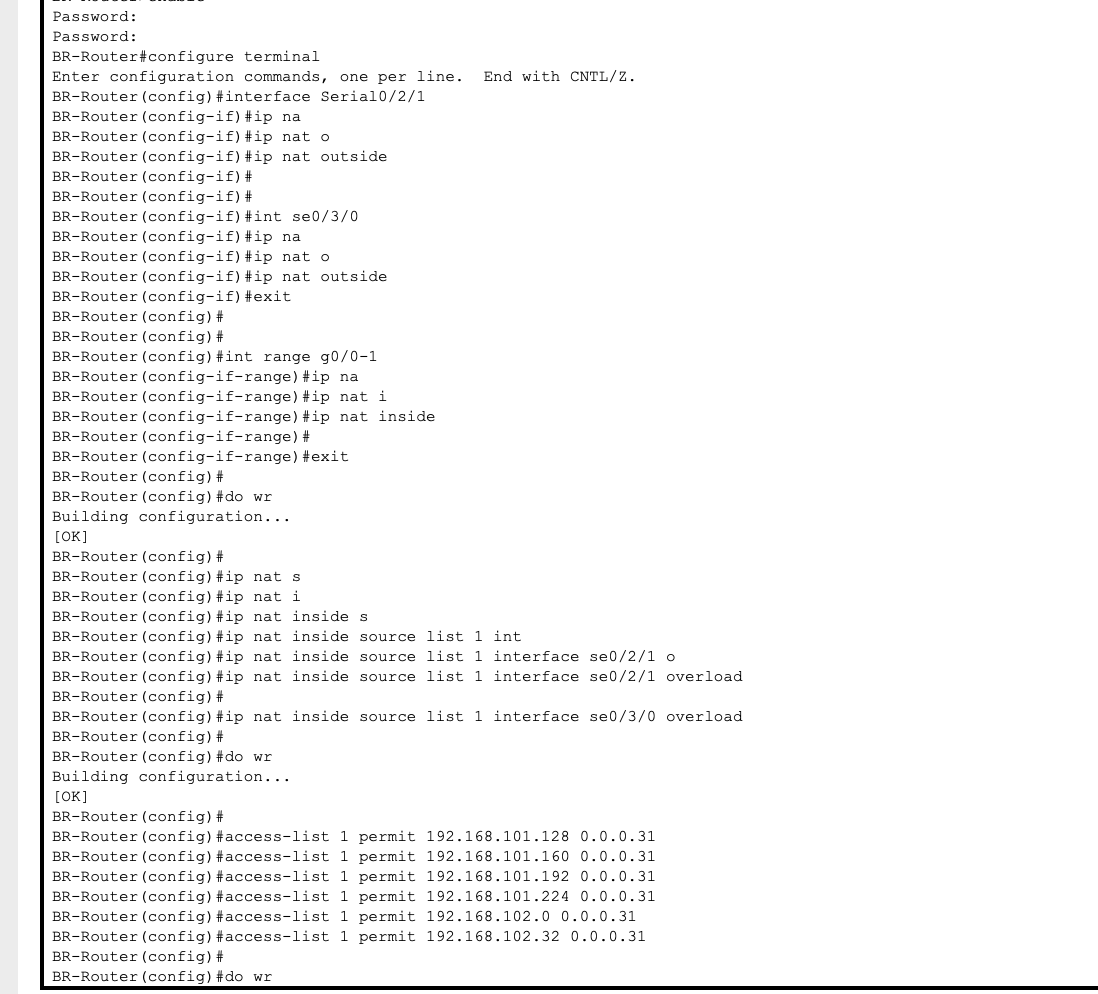 Password:
Password:
BR-Router#configure terminal
Enter configuration commands, one per line.  End with CNTL/Z.
BR-Router(config)#interface Serial0/2/1
BR-Router(config-if)#ip na
BR-Router(config-if)#ip nat o
BR-Router(config-if)#ip nat outside
BR-Router(config-if)#
BR-Router(config-if)#
BR-Router(config-if)#int se0/3/0
BR-Router(config-if)#ip na
BR-Router(config-if)#ip nat o
BR-Router(config-if)#ip nat outside
BR-Router(config-if)#exit
BR-Router(config)#
BR-Router(config)#
BR-Router(config)#int range g0/0-1
BR-Router(config-if-range)#ip na
BR-Router(config-if-range)#ip nat i
BR-Router(config-if-range)#ip nat inside
BR-Router(config-if-range)#
BR-Router(config-if-range)#exit
BR-Router(config)#
BR-Router(config)#do wr
Building configuration...
[OK]
BR-Router(config)#
BR-Router(config)#ip nat s
BR-Router(config)#ip nat i
BR-Router(config)#ip nat inside s
BR-Router(config)#ip nat inside source list 1 int
BR-Router(config)#ip nat inside source list 1 interface se0/2/1 o
BR-Router(config)#ip nat inside source list 1 interface se0/2/1 overload
BR-Router(config)#
BR-Router(config)#ip nat inside source list 1 interface se0/3/0 overload
BR-Router(config)#
BR-Router(config)#do wr
Building configuration...
[OK]
BR-Router(config)#
BR-Router(config)#access-list 1 permit 192.168.101.128 0.0.0.31
BR-Router(config)#access-list 1 permit 192.168.101.160 0.0.0.31
BR-Router(config)#access-list 1 permit 192.168.101.192 0.0.0.31
BR-Router(config)#access-list 1 permit 192.168.101.224 0.0.0.31
BR-Router(config)#access-list 1 permit 192.168.102.0 0.0.0.31
BR-Router(config)#access-list 1 permit 192.168.102.32 0.0.0.31
BR-Router(config)#
BR-Router(config)#do wr